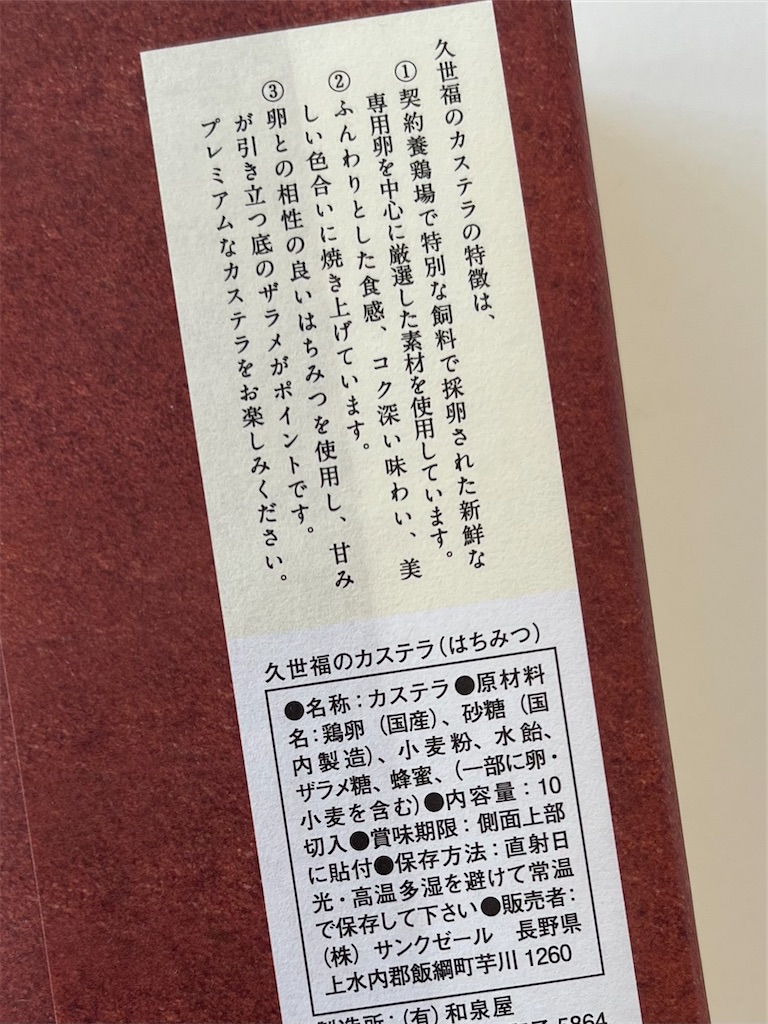 久世福のカステラの特徴は、
①契約養鶏場で特別な飼料で採卵された新鮮な
専用卵を中心に厳選した素材を使用しています。
②ふんわりとした食感、コク深い味わい、美
しい色合いに焼き上げています。
③卵との相性の良いはちみつを使用し、甘み
が引き立つ底のザラメがポイントです。
プレミアムなカステラをお楽しみください。
久世福のカステラ(はちみつ)
●名称:カステラ●原材料
名:鶏卵(国産)、砂糖(国
内製造)、小麦粉、水飴、
ザラメ糖、蜂蜜、(一部に卵・
小麦を含む)●内容量:10
切入●賞味期限:側面上部
に貼付●保存方法:直射日
光・高温多湿を避けて常温
で保存して下さい●販売者:
(株)サンクゼール 長野県
上水内郡飯綱町芋川1260
製造所:(有)和泉屋
5864